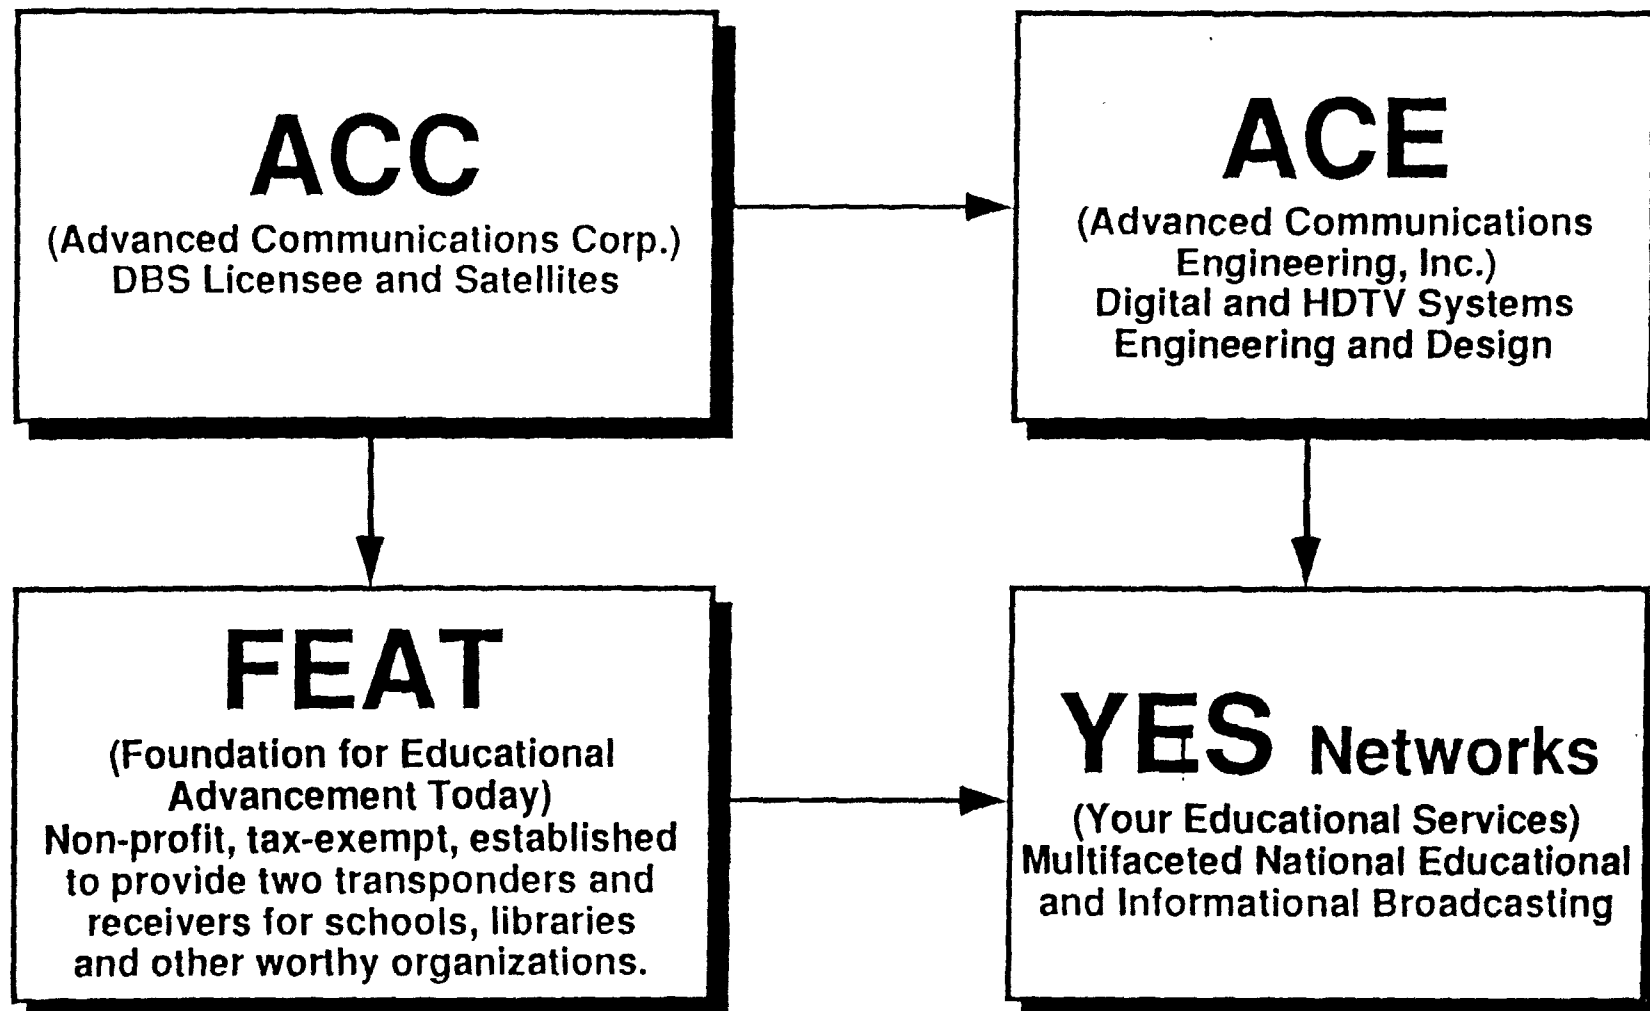 ACC
(Advanced Communications Corp.)
DBS Licensee and Satellites
ACE
(Advanced Communications
Engineering, Inc.)
Digital and HDTV Systems
Engineering and Design
FEAT
(Foundation for Educational
Advancement Today)
Non-profit, tax-exempt, established
to provide two transponders and
receivers for schools, libraries
and other worthy organizations.
YES Networks
(Your Educational Services)
Multifaceted National Educational
and Informational Broadcasting